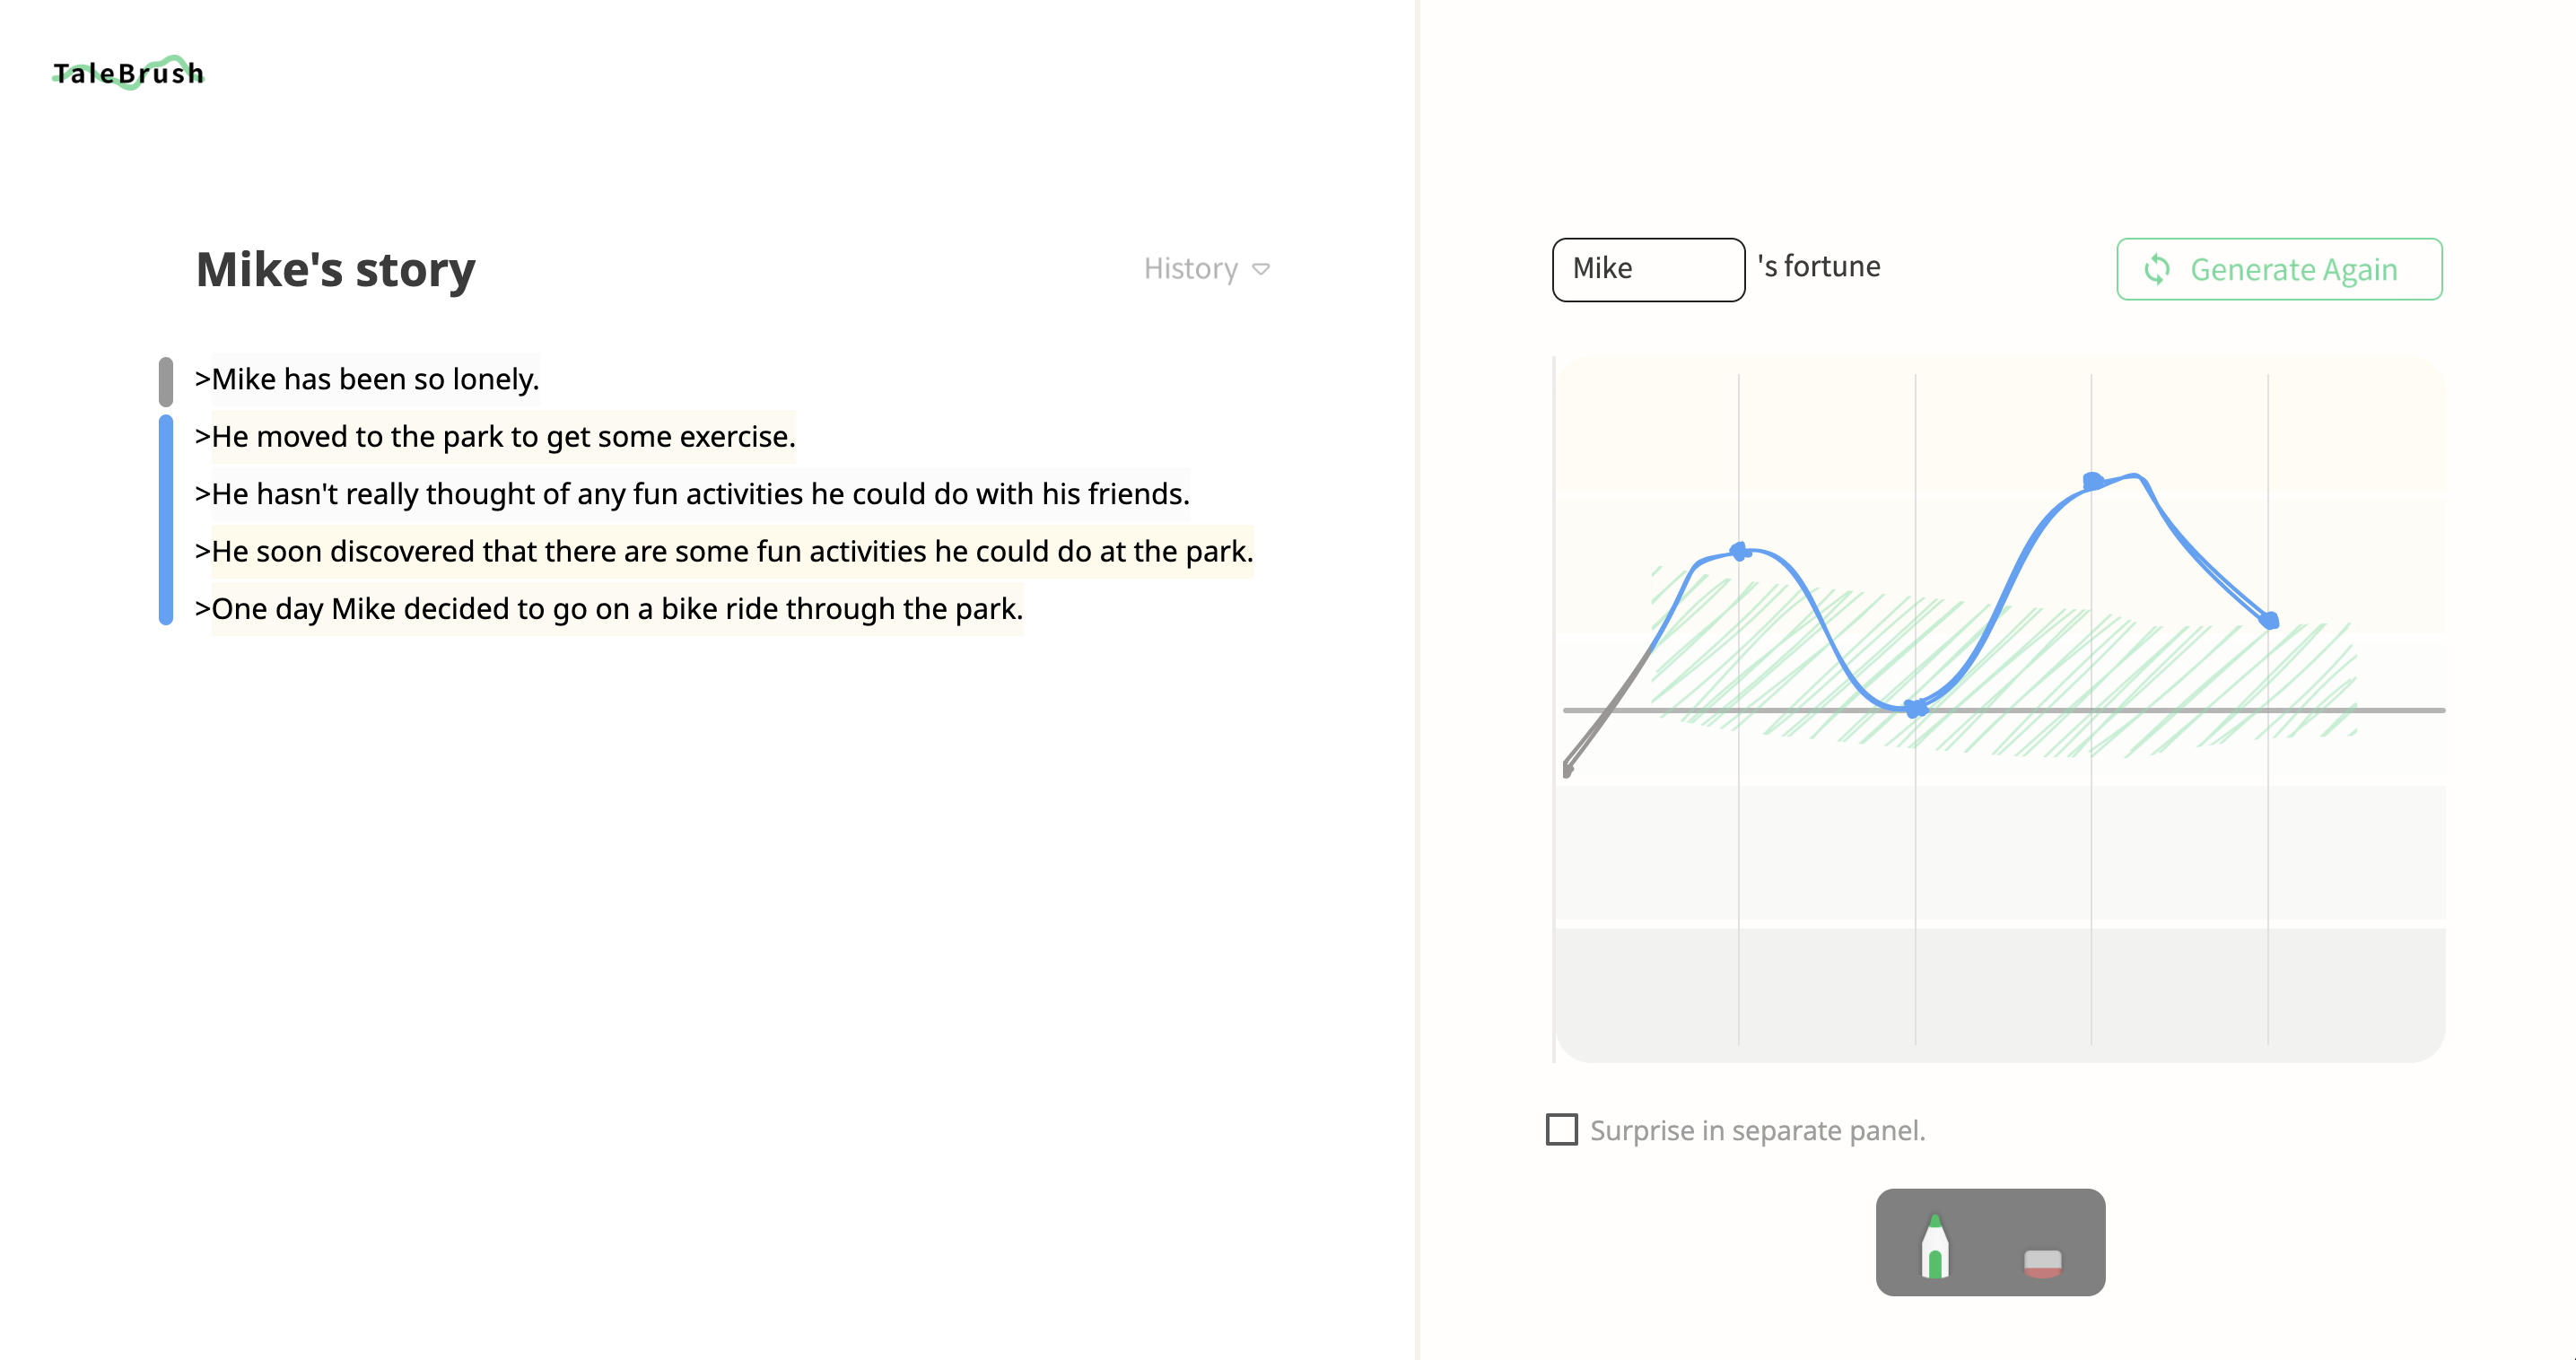 TaleBrush
Mike's story
History
>Mike has been so lonely.
>He moved to the park to get some exercise.
>He hasn't really thought of any fun activities he could do with his friends.
>He soon discovered that there are some fun activities he could do at the park.
>One day Mike decided to go on a bike ride through the park.
Mike 's fortune
Generate Again
Surprise in separate panel.